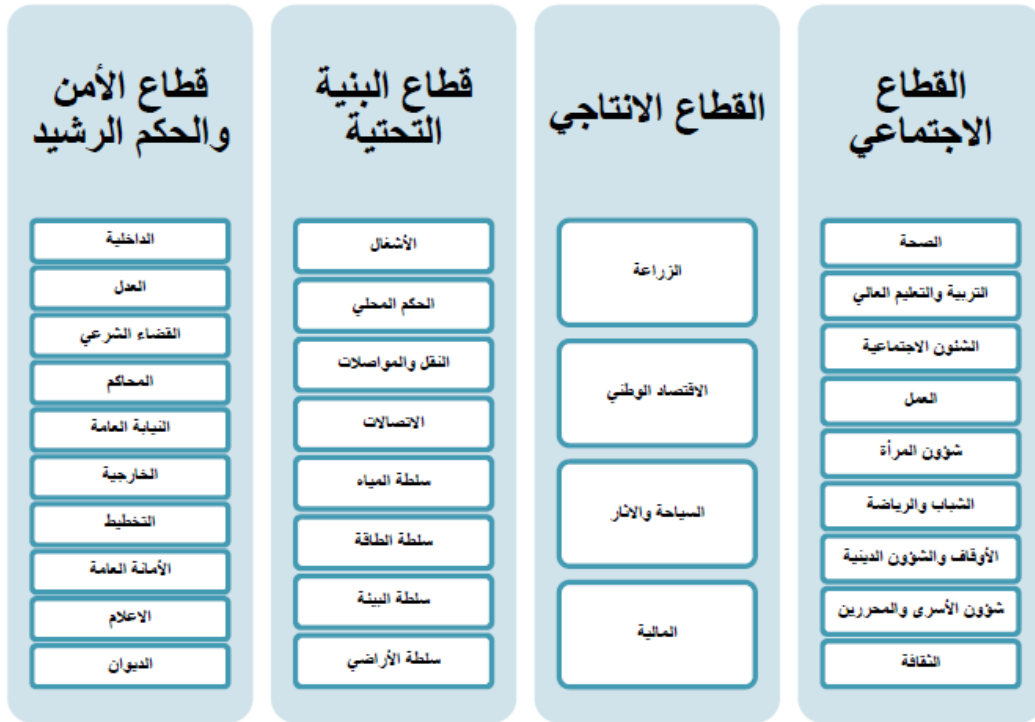 القطاع
الاجتماعي
الصحة
التربية والتعليم العالي
الشئون الاجتماعية
العمل
شؤون المرأة
الشباب والرياضة
الأوقاف والشؤون الدينية
شؤون الأسرى والمحررين
الثقافة
القطاع الانتاجي
الزراعة
الاقتصاد الوطني
السياحة والاثار
المالية
قطاع البنية
التحتية
الأشغال
الحكم المحلي
النقل والمواصلات
الاتصالات
سلطة المياه
سلطة الطاقة
سلطة البيئة
سلطة الأراضي
قطاع الأمن
والحكم الرشيد
الداخلية
العدل
القضاء الشرعي
المحاكم
النيابة العامة
الخارجية
التخطيط
الأمانة العامة
الاعلام
الديوان